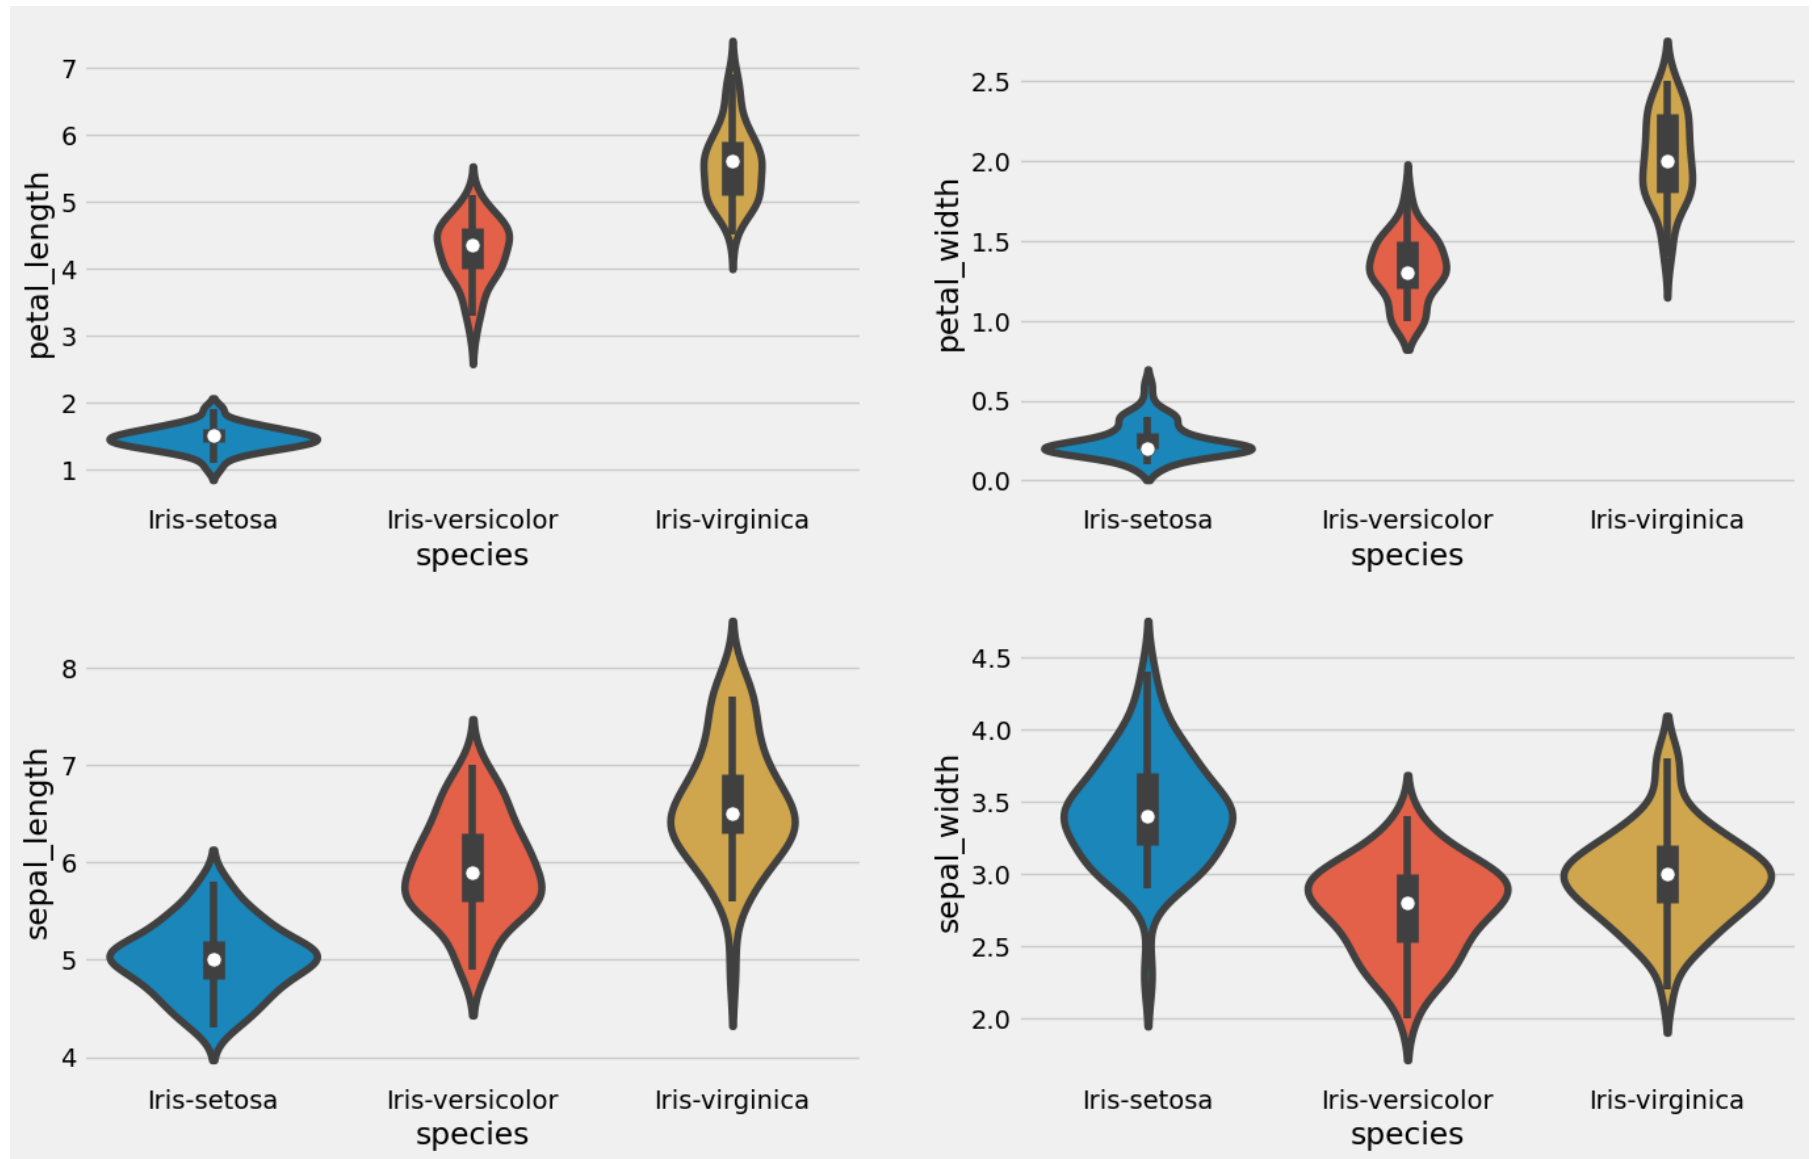 petal_length
7
6
5
4
3
2
1
Iris-setosa Iris-versicolor Iris-virginica
species
petal_width
2.5
2.0
1.5
1.0
0.5
0.0
Iris-setosa Iris-versicolor Iris-virginica
species
sepal_length
8
7
6
5
4
Iris-setosa Iris-versicolor Iris-virginica
species
sepal_width
4.5
4.0
3.5
3.0
2.5
2.0
Iris-setosa Iris-versicolor Iris-virginica
species